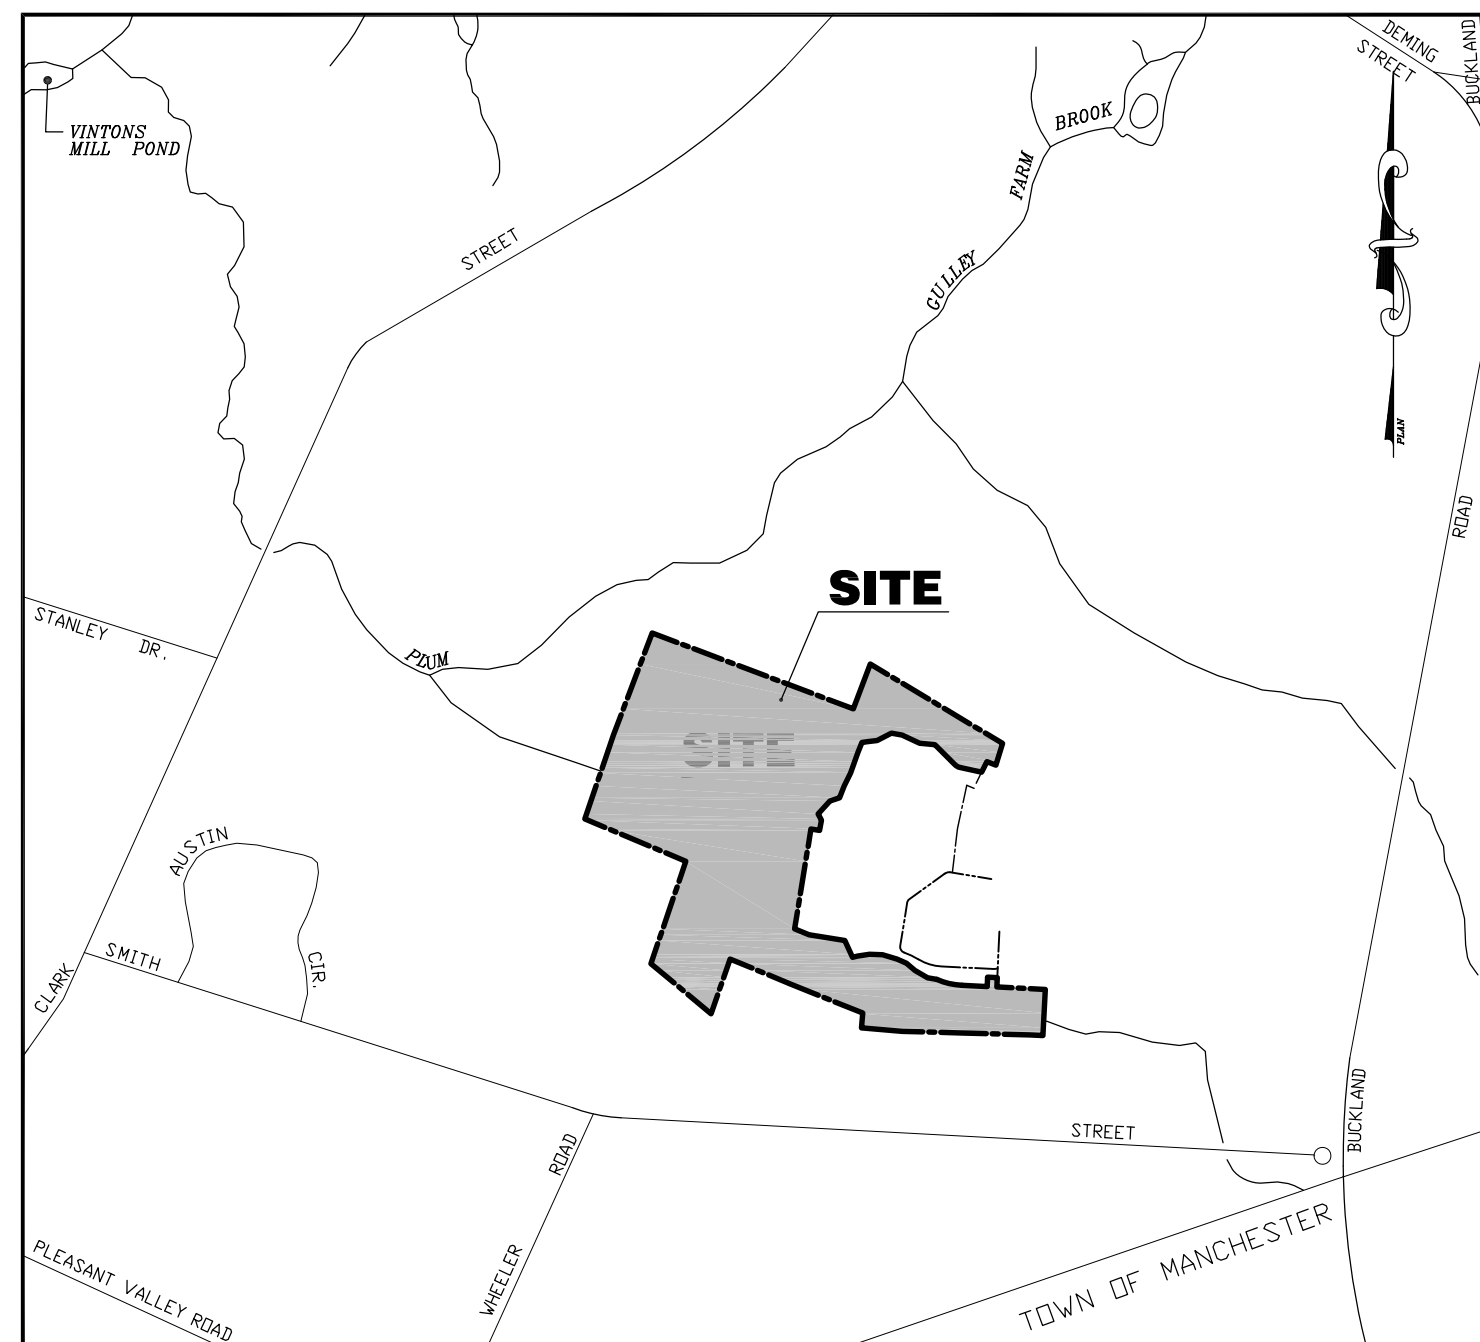 DEMING
STREET
BUCKLAND
VINTONS
MILL POND
BROOK
FARM
STREET
GULLEY
PLAN
ROAD
SITE
STANLEY DR.
PLUM
SITE
AUSTIN
SMITH
CIR.
CLARK
BUCKLAND
STREET
ROAD
TOWN OF MANCHESTER
WHEELER
PLEASANT VALLEY ROAD